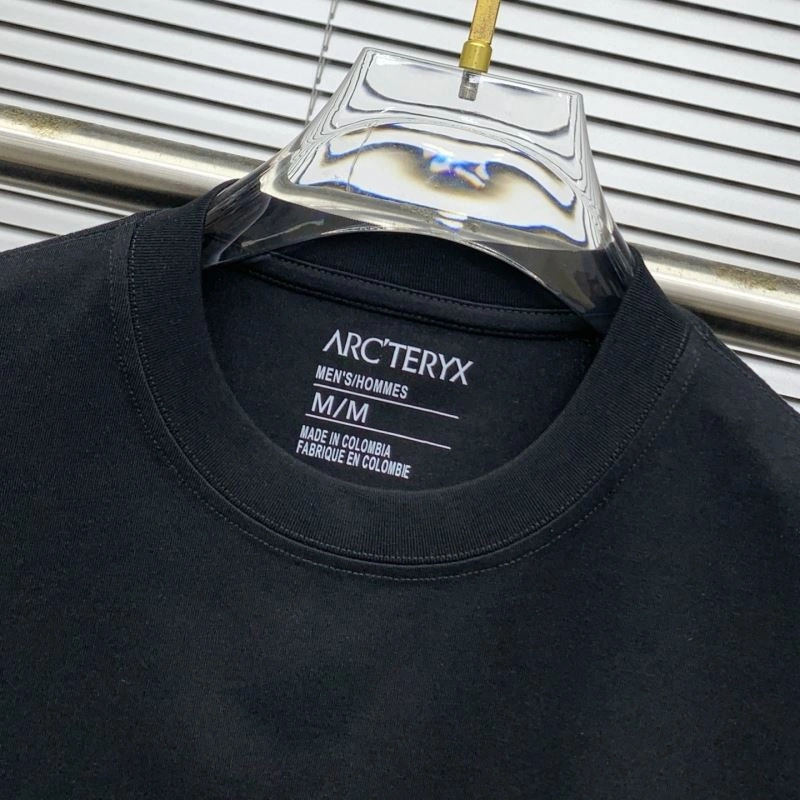 ARC'TERYX
MEN'S/HOMMES
M/M
MADE IN COLOMBIA
FABRIQUE EN COLOMBIE